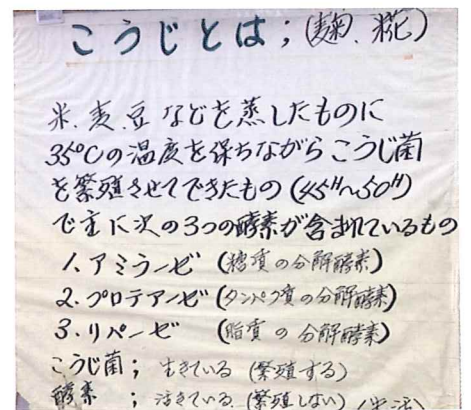 こうじとは；(麹、糀)
米、麦、豆などを蒸したものに
35℃の温度を保ちながらこうじ菌
を繁殖させてできたもの(45H～50H)
で主に次の3つの酵素が含まれているもの
1.アミラーゼ (糖質の分解酵素)
2.プロテアーゼ(タンパク質の分解酵素)
3.リパーゼ (脂質の分解酵素)
こうじ菌；生きている(繁殖する)
酵素；活きている(繁殖しない)